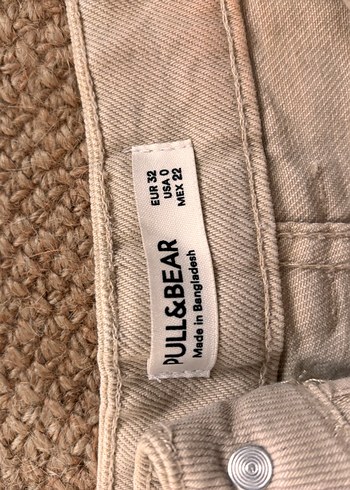 PULL&BEAR
Made in Bangladesh
EUR 32
USA 0
MEX 22